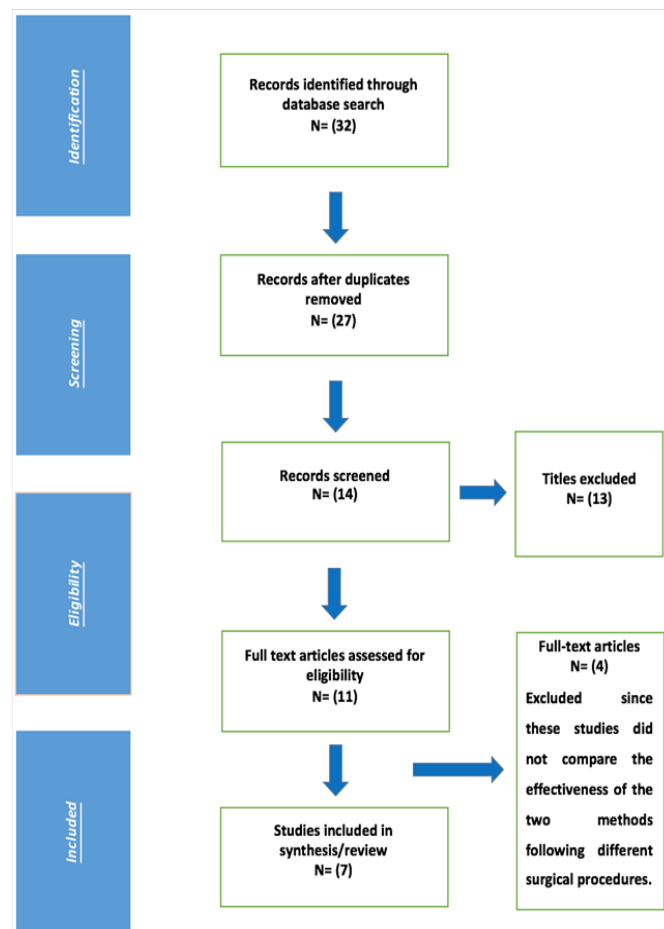 Identification
Records identified through
database search
N= (32)
Screening
Records after duplicates
removed
N= (27)
Records screened
N= (14)
Titles excluded
N= (13)
Eligibility
Full text articles assessed for
eligibility
N= (11)
Full-text articles
N= (4)
Excluded since
these studies did
not compare the
effectiveness of the
two methods
following different
surgical procedures.
Included
Studies included in
synthesis/review
N= (7)